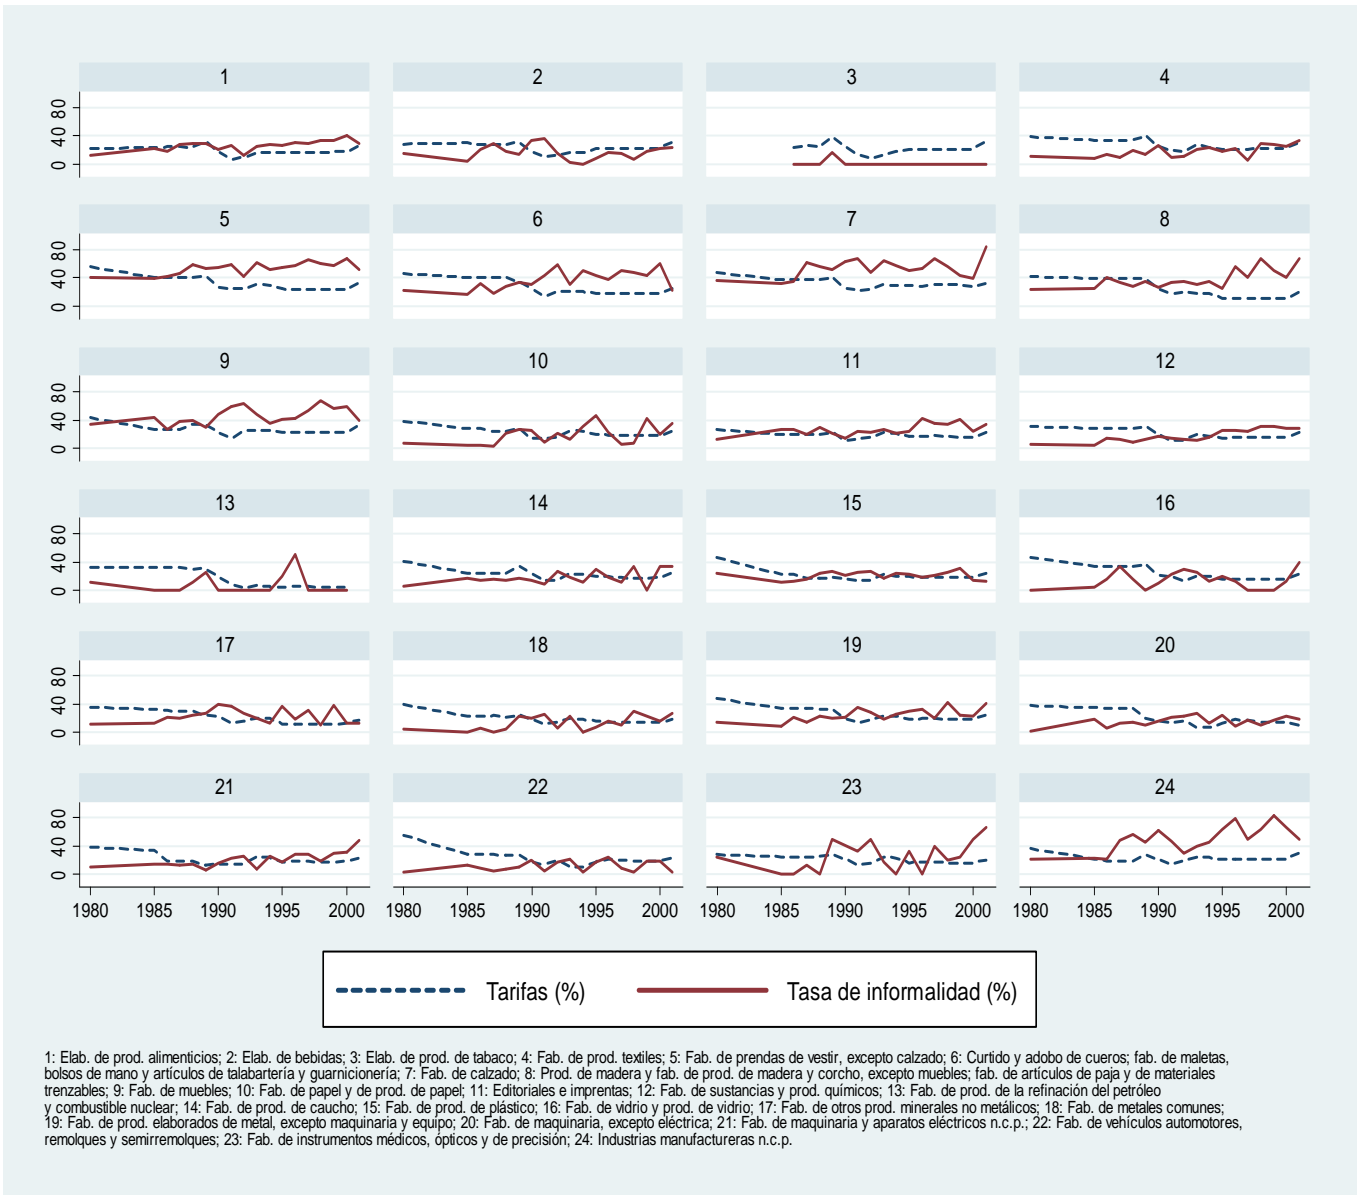 1 2 3 4
80
40
0
5 6 7 8
80
40
0
9 10 11 12
80
40
0
13 14 15 16
80
40
0
17 18 19 20
80
40
0
21 22 23 24
80
40
0
1980 1985 1990 1995 2000 1980 1985 1990 1995 2000 1980 1985 1990 1995 2000 1980 1985 1990 1995 2000
Tarifas (%) Tasa de informalidad (%)
1: Elab. de prod. alimenticios; 2: Elab. de bebidas; 3: Elab. de prod. de tabaco; 4: Fab. de prod. textiles; 5: Fab. de prendas de vestir, excepto calzado; 6: Curtido y adobo de cueros; fab. de maletas,
bolsos de mano y artículos de talabartería y guarnicionería; 7: Fab. de calzado; 8: Prod. de madera y fab. de prod. de madera y corcho, excepto muebles; fab. de artículos de paja y de materiales
trenzables; 9: Fab. de muebles; 10: Fab. de papel y de prod. de papel; 11: Editoriales e imprentas; 12: Fab. de sustancias y prod. químicos; 13: Fab. de prod. de la refinación del petróleo
y combustible nuclear; 14: Fab. de prod. de caucho; 15: Fab. de prod. de plástico; 16: Fab. de vidrio y prod. de vidrio; 17: Fab. de otros prod. minerales no metálicos; 18: Fab. de metales comunes;
19: Fab. de prod. elaborados de metal, excepto maquinaria y equipo; 20: Fab. de maquinaria, excepto eléctrica; 21: Fab. de maquinaria y aparatos eléctricos n.c.p.; 22: Fab. de vehículos automotores,
remolques y semirremolques; 23: Fab. de instrumentos médicos, ópticos y de precisión; 24: Industrias manufactureras n.c.p.